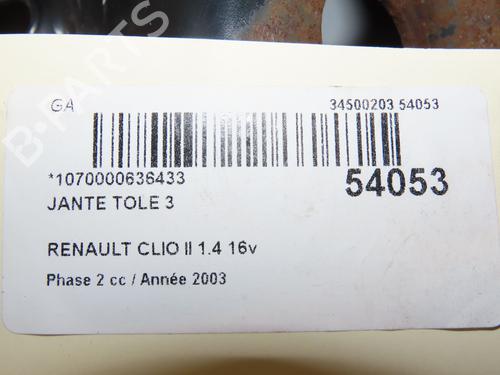 GA
34500203 54053
*1070000636433
54053
JANTE TOLE 3
RENAULT CLIO II 1.4 16v
Phase 2 cc / Année 2003
B-PARTS